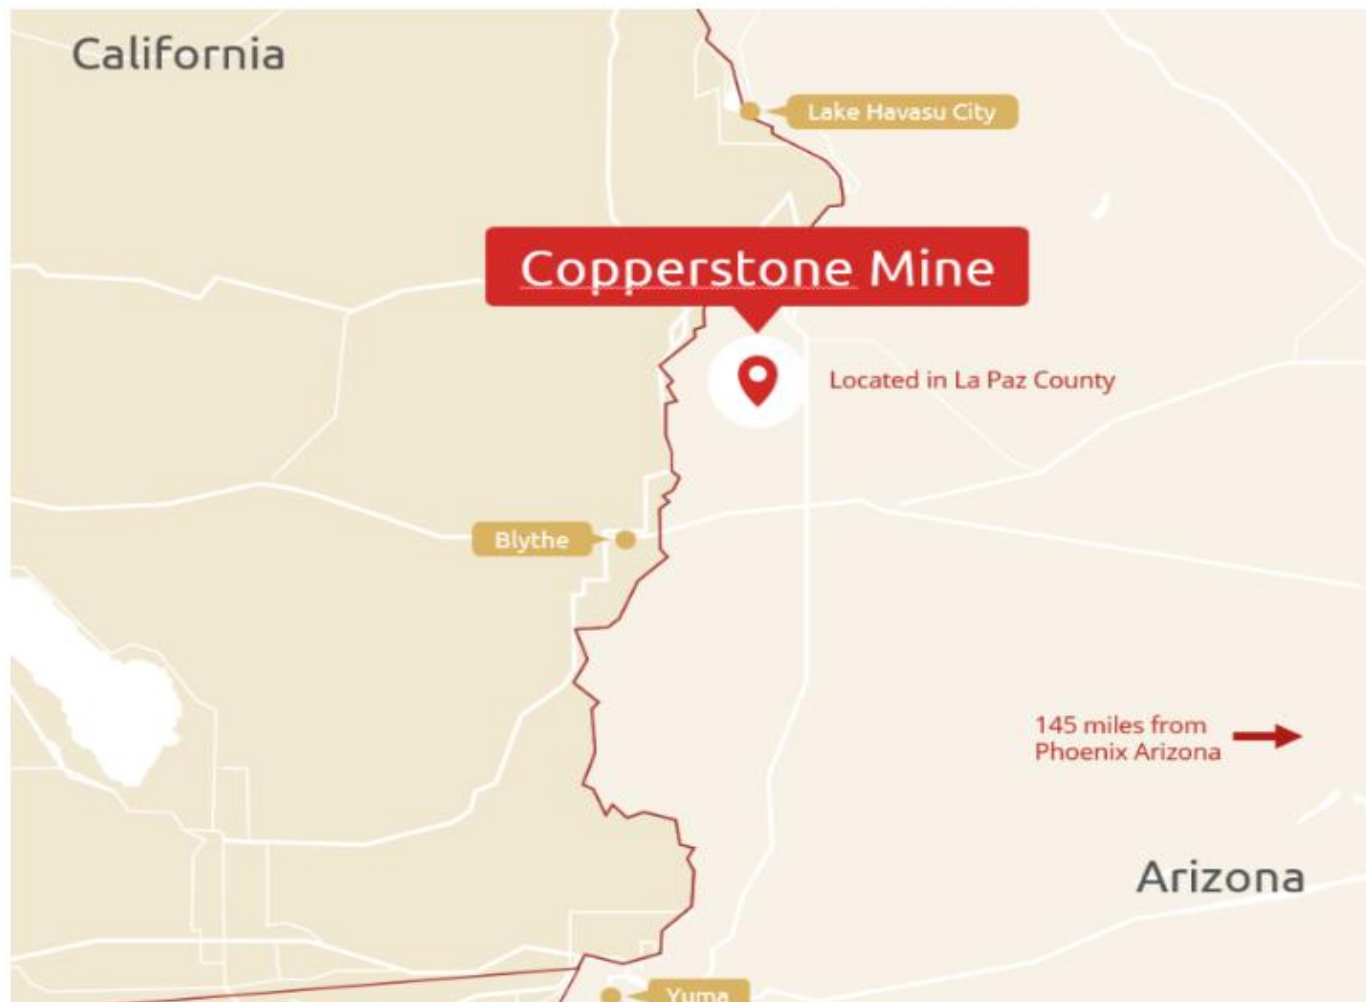 California
Lake Havasu City
Copperstone Mine
Located in La Paz County
Blythe
145 miles from
Phoenix Arizona
Arizona
Yuma